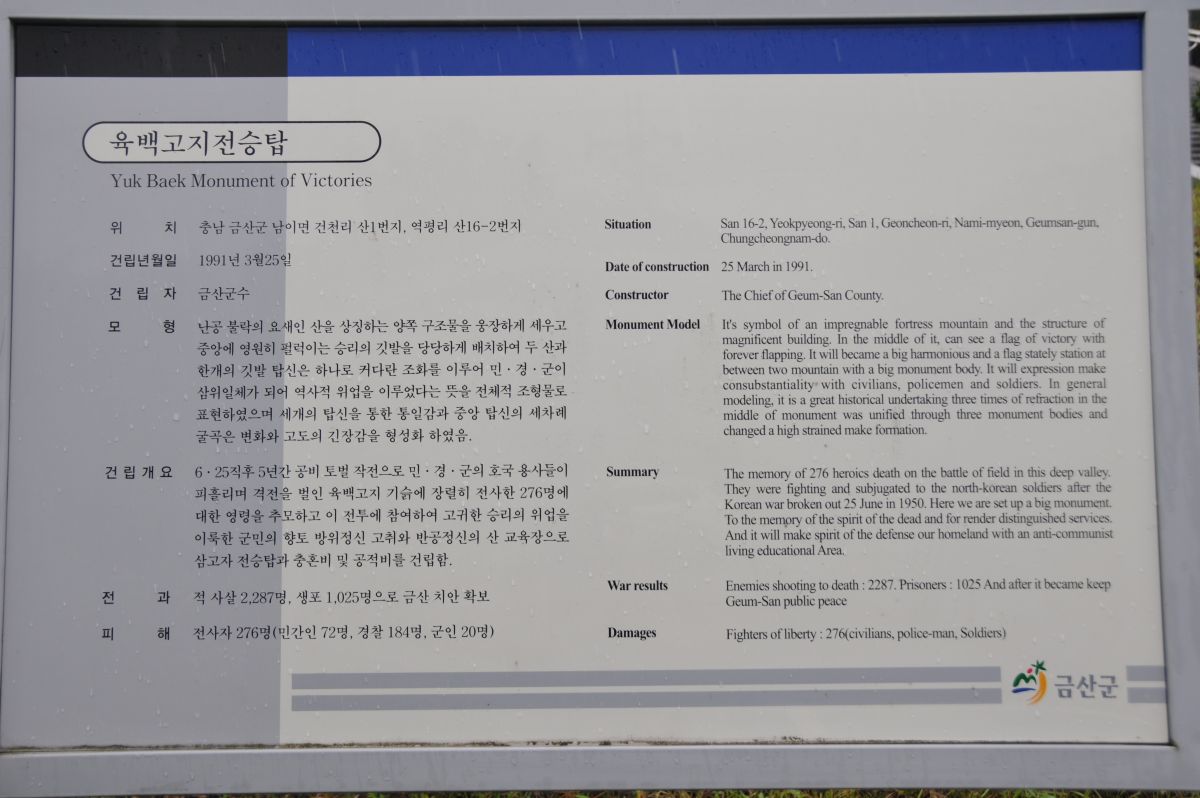 육백고지전승탑
Yuk Baek Monument of Victories
위 치 충남 금산군 남이면 건천리 산1번지, 역평리 산16-2번지
건립년월일 1991년 3월25일
건 립 자 금산군수
모 형 난공 불락의 요새인 산을 상징하는 양쪽 구조물을 웅장하게 세우고
중앙에 영원히 펄럭이는 승리의 깃발을 당당하게 배치하여 두 산과
한개의 깃발 탑신은 하나로 커다란 조화를 이루어 민·경·군이
삼위일체가 되어 역사적 위업을 이루었다는 뜻을 전체적 조형물로
표현하였으며 세개의 탑신을 통한 통일감과 중앙 탑신의 세차례
굴곡은 변화와 고도의 긴장감을 형성화 하였음.
건립개요 6·25직후 5년간 공비 토벌 작전으로 민·경·군의 호국 용사들이
피흘리며 격전을 벌인 육백고지 기슭에 장렬히 전사한 276명에
대한 영령을 추모하고 이 전투에 참여하여 고귀한 승리의 위업을
이룩한 군민의 향토 방위정신 고취와 반공정신의 산 교육장으로
삼고자 전승탑과 충혼비 및 공적비를 건립함.
전 과 적 사살 2,287명, 생포 1,025명으로 금산 치안 확보
피 해 전사자 276명(민간인 72명, 경찰 184명, 군인 20명)
Situation San 16-2, Yeokpyeong-ri, San 1, Geoncheon-ri, Nami-myeon, Geumsan-gun,
Chungcheongnam-do.
Date of construction 25 March in 1991.
Constructor The Chief of Geum-San County.
Monument Model It's symbol of an impregnable fortress mountain and the structure of
magnificent building. In the middle of it, can see a flag of victory with
forever flapping. It will became a big harmonious and a flag stately station at
between two mountain with a big monument body. It will expression make
consubstantiality with civilians, policemen and soldiers. In general
modeling, it is a great historical undertaking three times of refraction in the
middle of monument was unified through three monument bodies and
changed a high strained make formation.
Summary The memory of 276 heroics death on the battle of field in this deep valley.
They were fighting and subjugated to the north-korean soldiers after the
Korean war broken out 25 June in 1950. Here we are set up a big monument.
To the memory of the spirit of the dead and for render distinguished services.
And it will make spirit of the defense our homeland with an anti-communist
living educational Area.
War results Enemies shooting to death : 2287. Prisoners : 1025 And after it became keep
Geum-San public peace
Damages Fighters of liberty : 276(civilians, police-man, Soldiers)
금산군